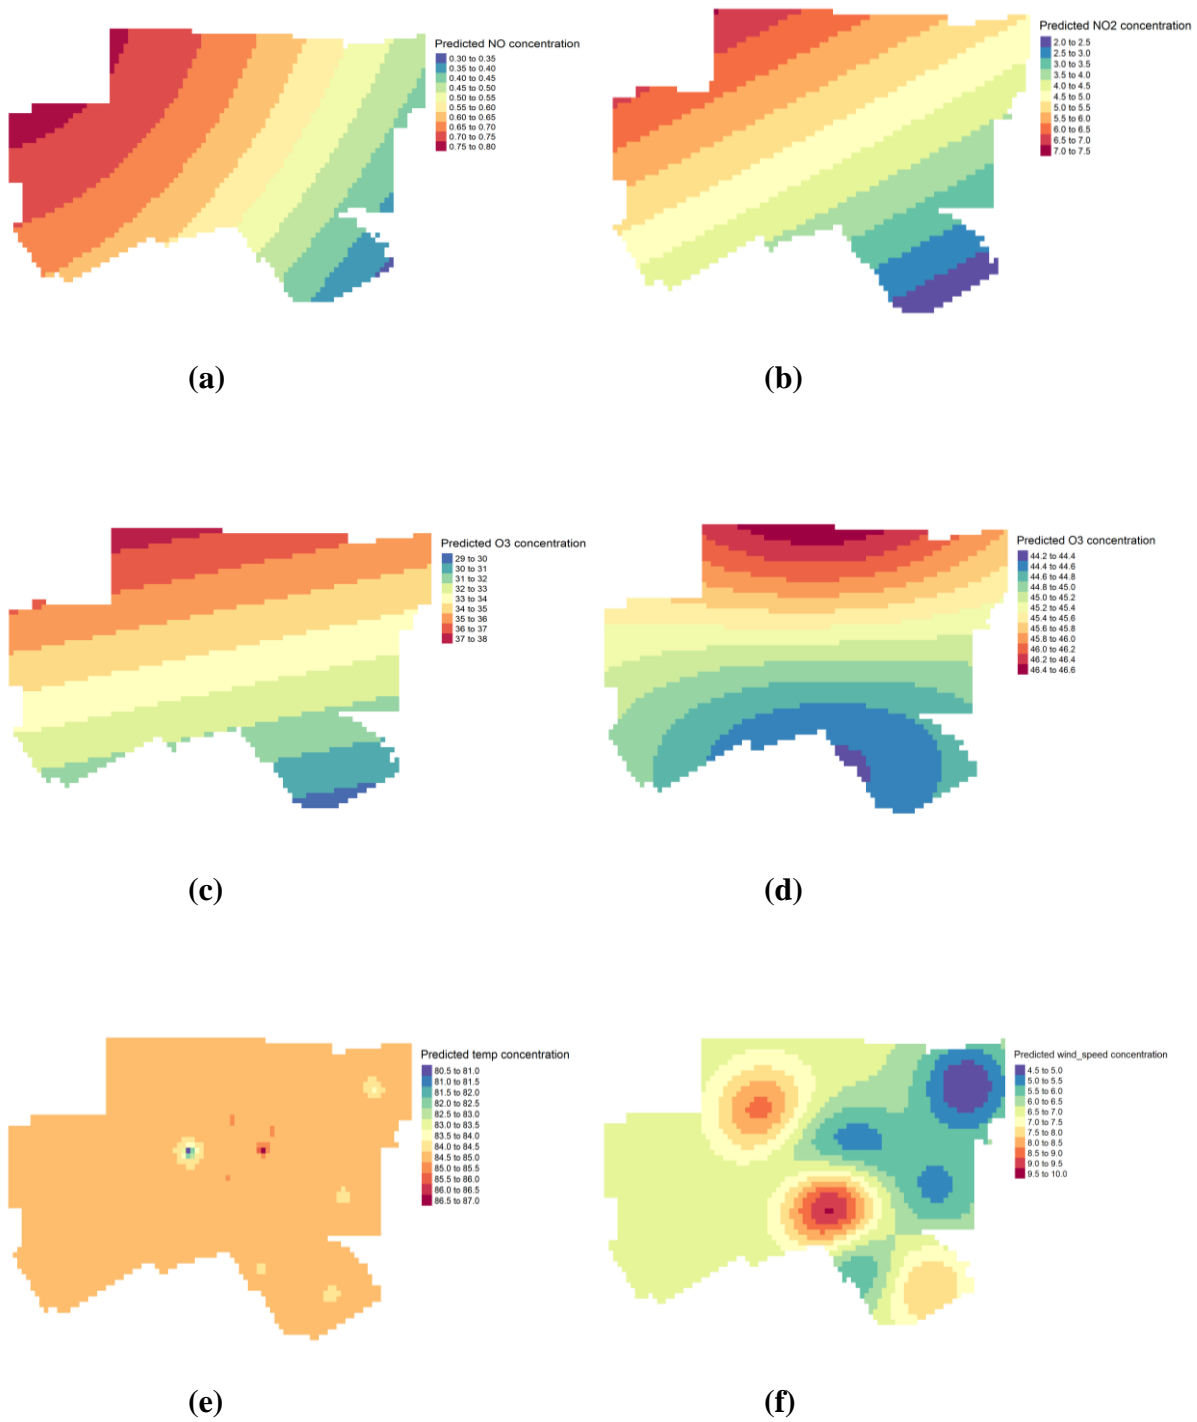 Predicted NO concentration
0.30 to 0.35
0.35 to 0.40
0.40 to 0.45
0.45 to 0.50
0.50 to 0.55
0.55 to 0.60
0.60 to 0.65
0.65 to 0.70
0.70 to 0.75
0.75 to 0.80
(a)
Predicted NO2 concentration
2.0 to 2.5
2.5 to 3.0
3.0 to 3.5
3.5 to 4.0
4.0 to 4.5
4.5 to 5.0
5.0 to 5.5
5.5 to 6.0
6.0 to 6.5
6.5 to 7.0
7.0 to 7.5
(b)
Predicted O3 concentration
29 to 30
30 to 31
31 to 32
32 to 33
33 to 34
34 to 35
35 to 36
36 to 37
37 to 38
(c)
Predicted O3 concentration
44.2 to 44.4
44.4 to 44.6
44.6 to 44.8
44.8 to 45.0
45.0 to 45.2
45.2 to 45.4
45.4 to 45.6
45.6 to 45.8
45.8 to 46.0
46.0 to 46.2
46.2 to 46.4
46.4 to 46.6
(d)
Predicted temp concentration
80.5 to 81.0
81.0 to 81.5
81.5 to 82.0
82.0 to 82.5
82.5 to 83.0
83.0 to 83.5
83.5 to 84.0
84.0 to 84.5
84.5 to 85.0
85.0 to 85.5
85.5 to 86.0
86.0 to 86.5
86.5 to 87.0
(e)
Predicted wind_speed concentration
4.5 to 5.0
5.0 to 5.5
5.5 to 6.0
6.0 to 6.5
6.5 to 7.0
7.0 to 7.5
7.5 to 8.0
8.0 to 8.5
8.5 to 9.0
9.0 to 9.5
9.5 to 10.0
(f)